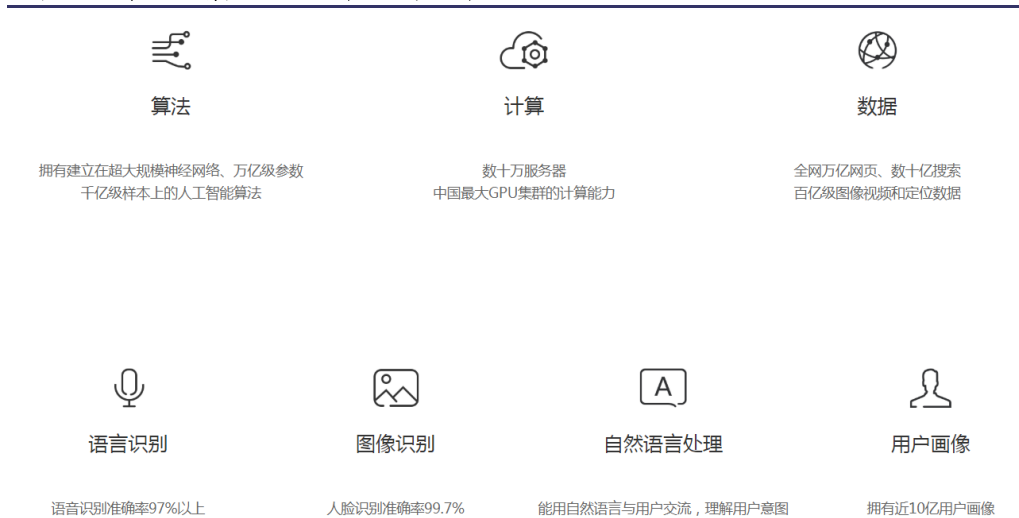 算法
计算
数据
拥有建立在超大规模神经网络、万亿级参数
千亿级样本上的人工智能算法
数十万服务器
中国最大GPU集群的计算能力
全网万亿网页、数十亿搜索
百亿级图像视频和定位数据
语言识别
图像识别
A
自然语言处理
用户画像
语音识别准确率97%以上
人脸识别准确率99.7%
能用自然语言与用户交流，理解用户意图
拥有近10亿用户画像